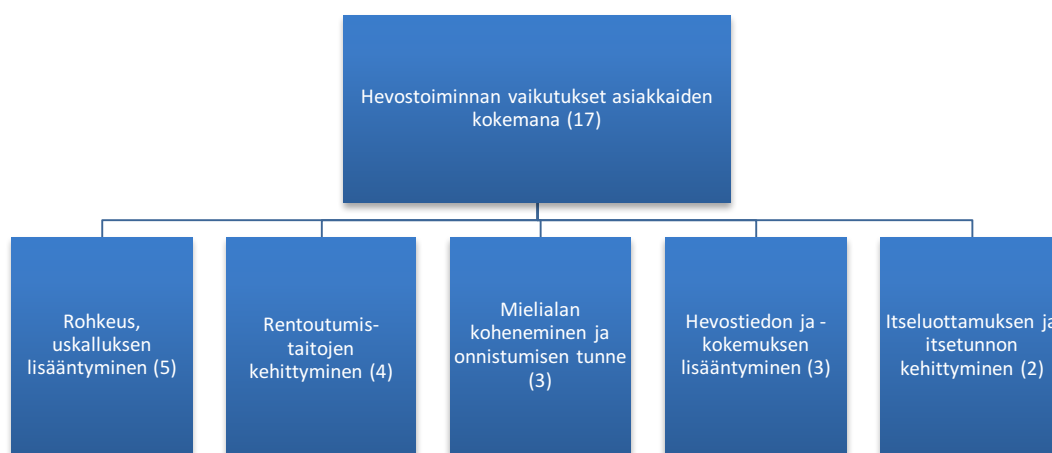 Hevostoiminnan vaikutukset asiakkaiden
kokemana (17)
Rohkeus,
uskalluksen
lisääntyminen (5)
Rentoutumis-
taitojen
kehittyminen (4)
Mielialan
koheneminen ja
onnistumisen tunne
(3)
Hevostiedon ja -
kokemuksen
lisääntyminen (3)
Itseluottamuksen ja
itsetunnon
kehittyminen (2)